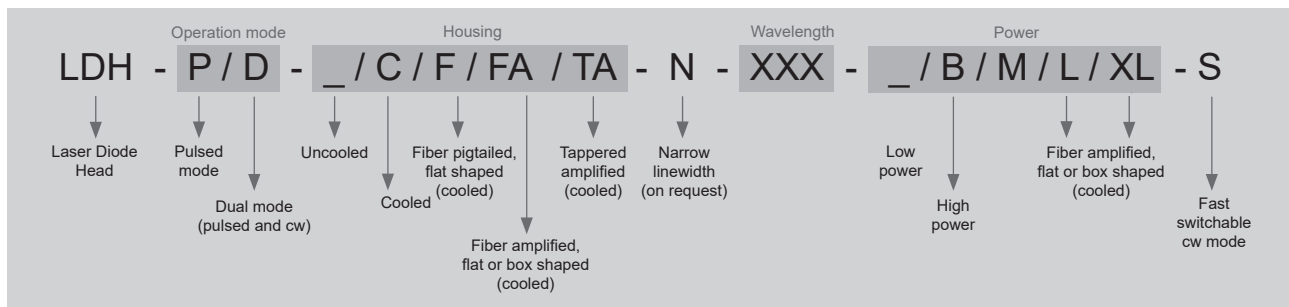 Operation mode
Housing
Wavelength
Power
LDH - P / D - _ / C / F / FA / TA - N - XXX - _ / B / M / L / XL - S
Laser Diode
Head
Pulsed
mode
Dual mode
(pulsed and cw)
Uncooled
Cooled
Fiber pigtailed,
flat shaped
(cooled)
Fiber amplified,
flat or box shaped
(cooled)
Tappered
amplified
(cooled)
Narrow
linewidth
(on request)
Low
power
High
power
Fiber amplified,
flat or box shaped
(cooled)
Fast
switchable
cw mode